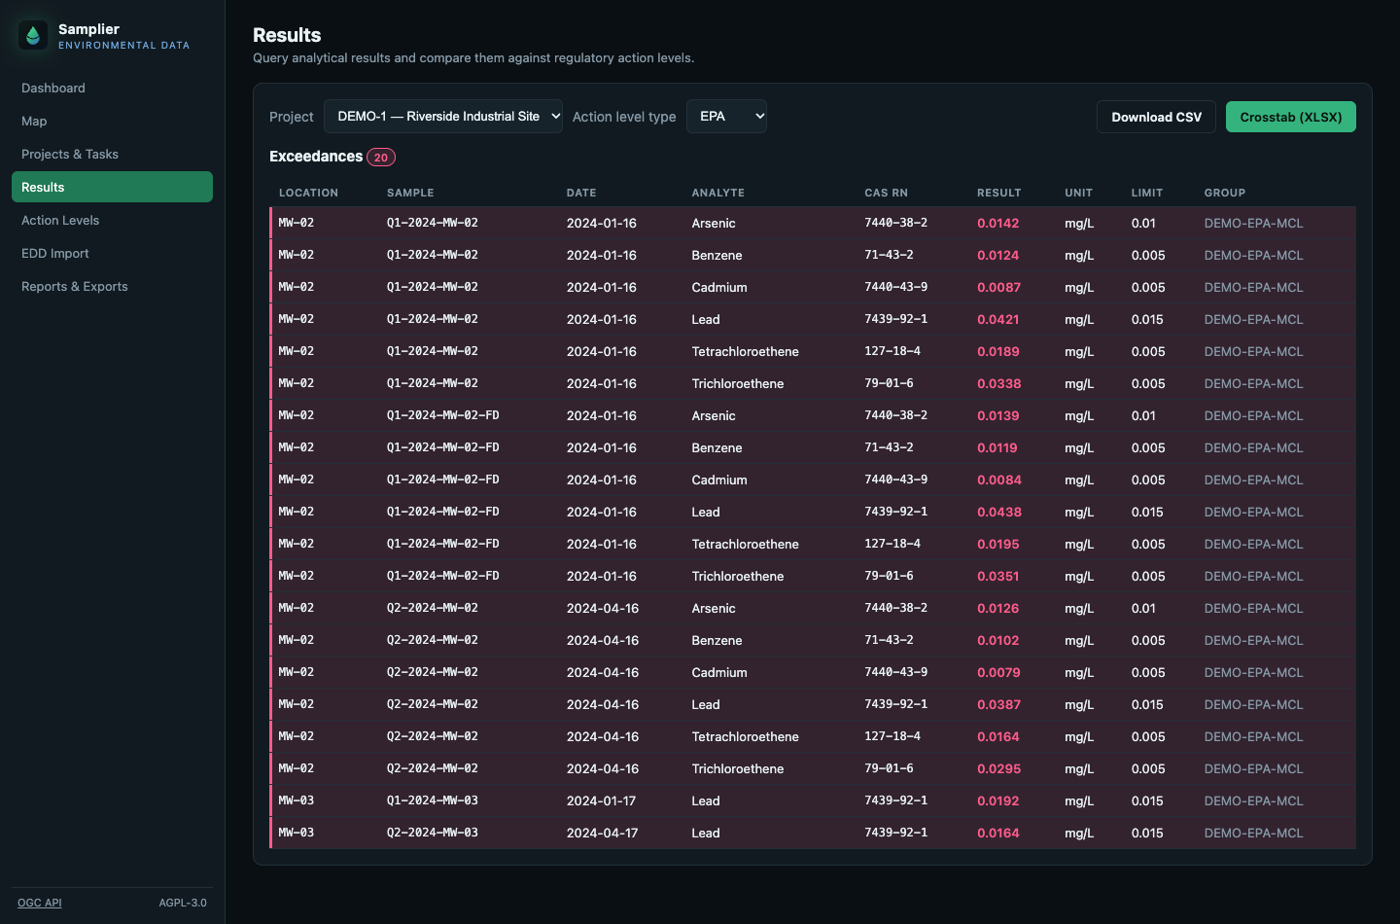 Samplier
ENVIRONMENTAL DATA
Dashboard
Map
Projects & Tasks
Results
Action Levels
EDD Import
Reports & Exports
OGC API
AGPL-3.0
Results
Query analytical results and compare them against regulatory action levels.
Project DEMO-1 — Riverside Industrial Site Action level type EPA Download CSV Crosstab (XLSX)
Exceedances 20
LOCATION SAMPLE DATE ANALYTE CAS RN RESULT UNIT LIMIT GROUP
MW-02 Q1-2024-MW-02 2024-01-16 Arsenic 7440-38-2 0.0142 mg/L 0.01 DEMO-EPA-MCL
MW-02 Q1-2024-MW-02 2024-01-16 Benzene 71-43-2 0.0124 mg/L 0.005 DEMO-EPA-MCL
MW-02 Q1-2024-MW-02 2024-01-16 Cadmium 7440-43-9 0.0087 mg/L 0.005 DEMO-EPA-MCL
MW-02 Q1-2024-MW-02 2024-01-16 Lead 7439-92-1 0.0421 mg/L 0.015 DEMO-EPA-MCL
MW-02 Q1-2024-MW-02 2024-01-16 Tetrachloroethene 127-18-4 0.0189 mg/L 0.005 DEMO-EPA-MCL
MW-02 Q1-2024-MW-02 2024-01-16 Trichloroethene 79-01-6 0.0338 mg/L 0.005 DEMO-EPA-MCL
MW-02 Q1-2024-MW-02-FD 2024-01-16 Arsenic 7440-38-2 0.0139 mg/L 0.01 DEMO-EPA-MCL
MW-02 Q1-2024-MW-02-FD 2024-01-16 Benzene 71-43-2 0.0119 mg/L 0.005 DEMO-EPA-MCL
MW-02 Q1-2024-MW-02-FD 2024-01-16 Cadmium 7440-43-9 0.0084 mg/L 0.005 DEMO-EPA-MCL
MW-02 Q1-2024-MW-02-FD 2024-01-16 Lead 7439-92-1 0.0438 mg/L 0.015 DEMO-EPA-MCL
MW-02 Q1-2024-MW-02-FD 2024-01-16 Tetrachloroethene 127-18-4 0.0195 mg/L 0.005 DEMO-EPA-MCL
MW-02 Q1-2024-MW-02-FD 2024-01-16 Trichloroethene 79-01-6 0.0351 mg/L 0.005 DEMO-EPA-MCL
MW-02 Q2-2024-MW-02 2024-04-16 Arsenic 7440-38-2 0.0126 mg/L 0.01 DEMO-EPA-MCL
MW-02 Q2-2024-MW-02 2024-04-16 Benzene 71-43-2 0.0102 mg/L 0.005 DEMO-EPA-MCL
MW-02 Q2-2024-MW-02 2024-04-16 Cadmium 7440-43-9 0.0079 mg/L 0.005 DEMO-EPA-MCL
MW-02 Q2-2024-MW-02 2024-04-16 Lead 7439-92-1 0.0387 mg/L 0.015 DEMO-EPA-MCL
MW-02 Q2-2024-MW-02 2024-04-16 Tetrachloroethene 127-18-4 0.0164 mg/L 0.005 DEMO-EPA-MCL
MW-02 Q2-2024-MW-02 2024-04-16 Trichloroethene 79-01-6 0.0295 mg/L 0.005 DEMO-EPA-MCL
MW-03 Q1-2024-MW-03 2024-01-17 Lead 7439-92-1 0.0192 mg/L 0.015 DEMO-EPA-MCL
MW-03 Q2-2024-MW-03 2024-04-17 Lead 7439-92-1 0.0164 mg/L 0.015 DEMO-EPA-MCL